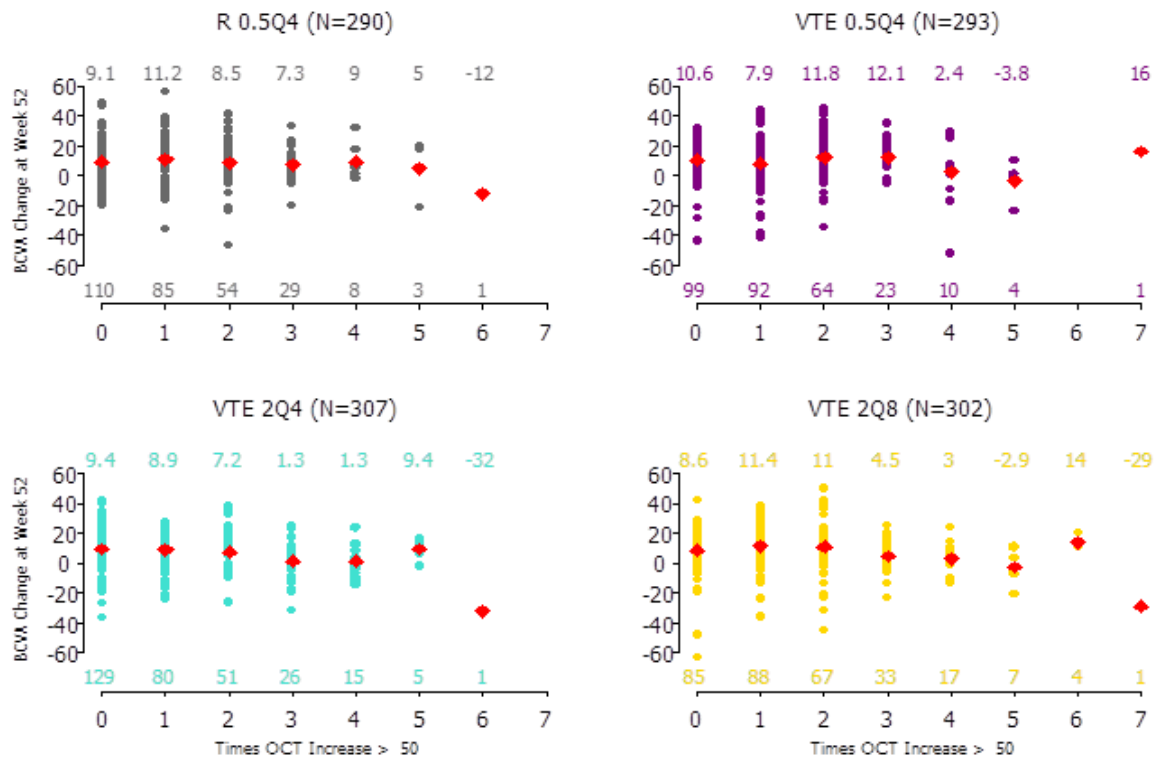 R 0.5Q4 (N=290)
9.1 11.2 8.5 7.3 9 5 -12
60
40
20
0
-20
-40
-60
BCVA Change at Week 52
110 85 54 29 8 3 1
0 1 2 3 4 5 6 7
VTE 0.5Q4 (N=293)
10.6 7.9 11.8 12.1 2.4 -3.8 16
60
40
20
0
-20
-40
-60
99 92 64 23 10 4 1
0 1 2 3 4 5 6 7
VTE 2Q4 (N=307)
9.4 8.9 7.2 1.3 1.3 9.4 -32
60
40
20
0
-20
-40
-60
BCVA Change at Week 52
129 80 51 26 15 5 1
0 1 2 3 4 5 6 7
Times OCT Increase > 50
VTE 2Q8 (N=302)
8.6 11.4 11 4.5 3 -2.9 14 -29
60
40
20
0
-20
-40
-60
85 88 67 33 17 7 4 1
0 1 2 3 4 5 6 7
Times OCT Increase > 50